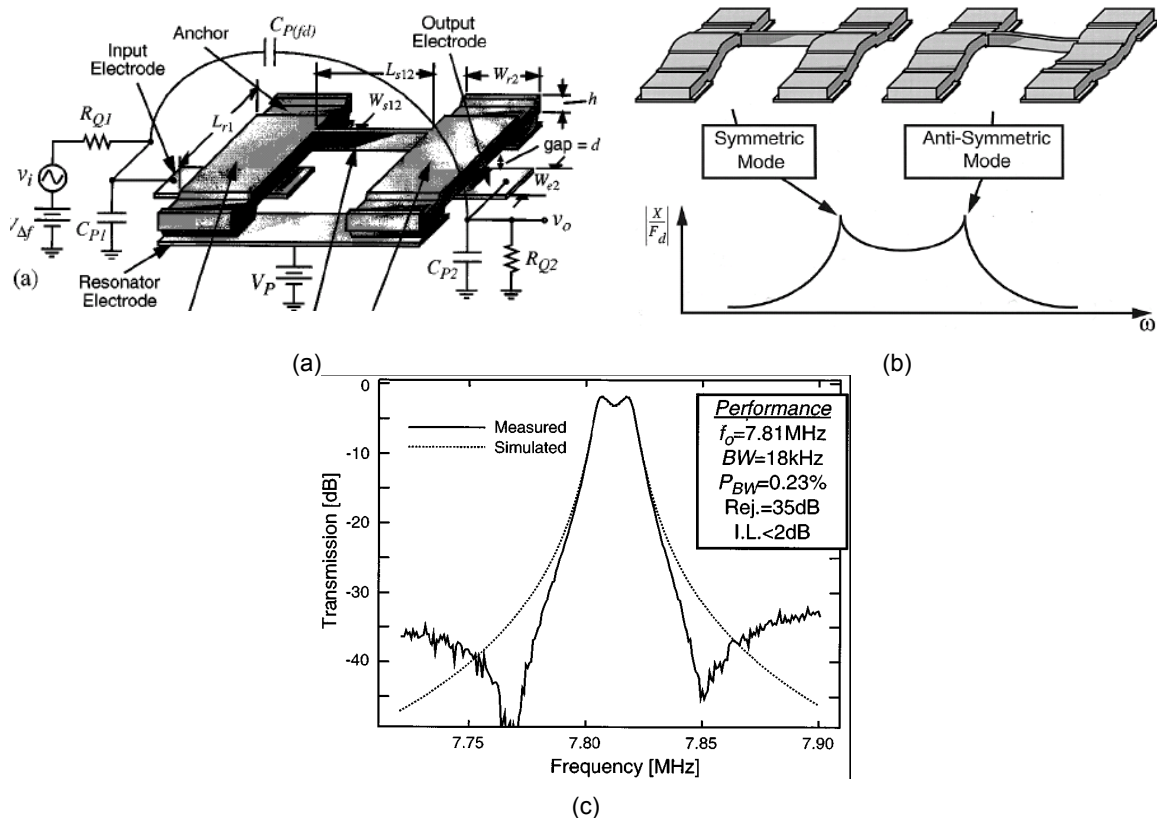 C_P(fd)
Input
Electrode
Anchor
Output
Electrode
L_s12
W_r2
h
R_Q1
L_r1
W_s12
gap = d
W_e2
v_i
V_Δf
C_P1
v_o
(a)
Resonator
Electrode
V_P
C_P2
R_Q2
(a)
Symmetric
Mode
Anti-Symmetric
Mode
|X/F_d|
ω
(b)
Transmission [dB]
0
-10
-20
-30
-40
Measured
Simulated
Performance
f_o=7.81MHz
BW=18kHz
P_BW=0.23%
Rej.=35dB
I.L.<2dB
7.75
7.80
7.85
7.90
Frequency [MHz]
(c)